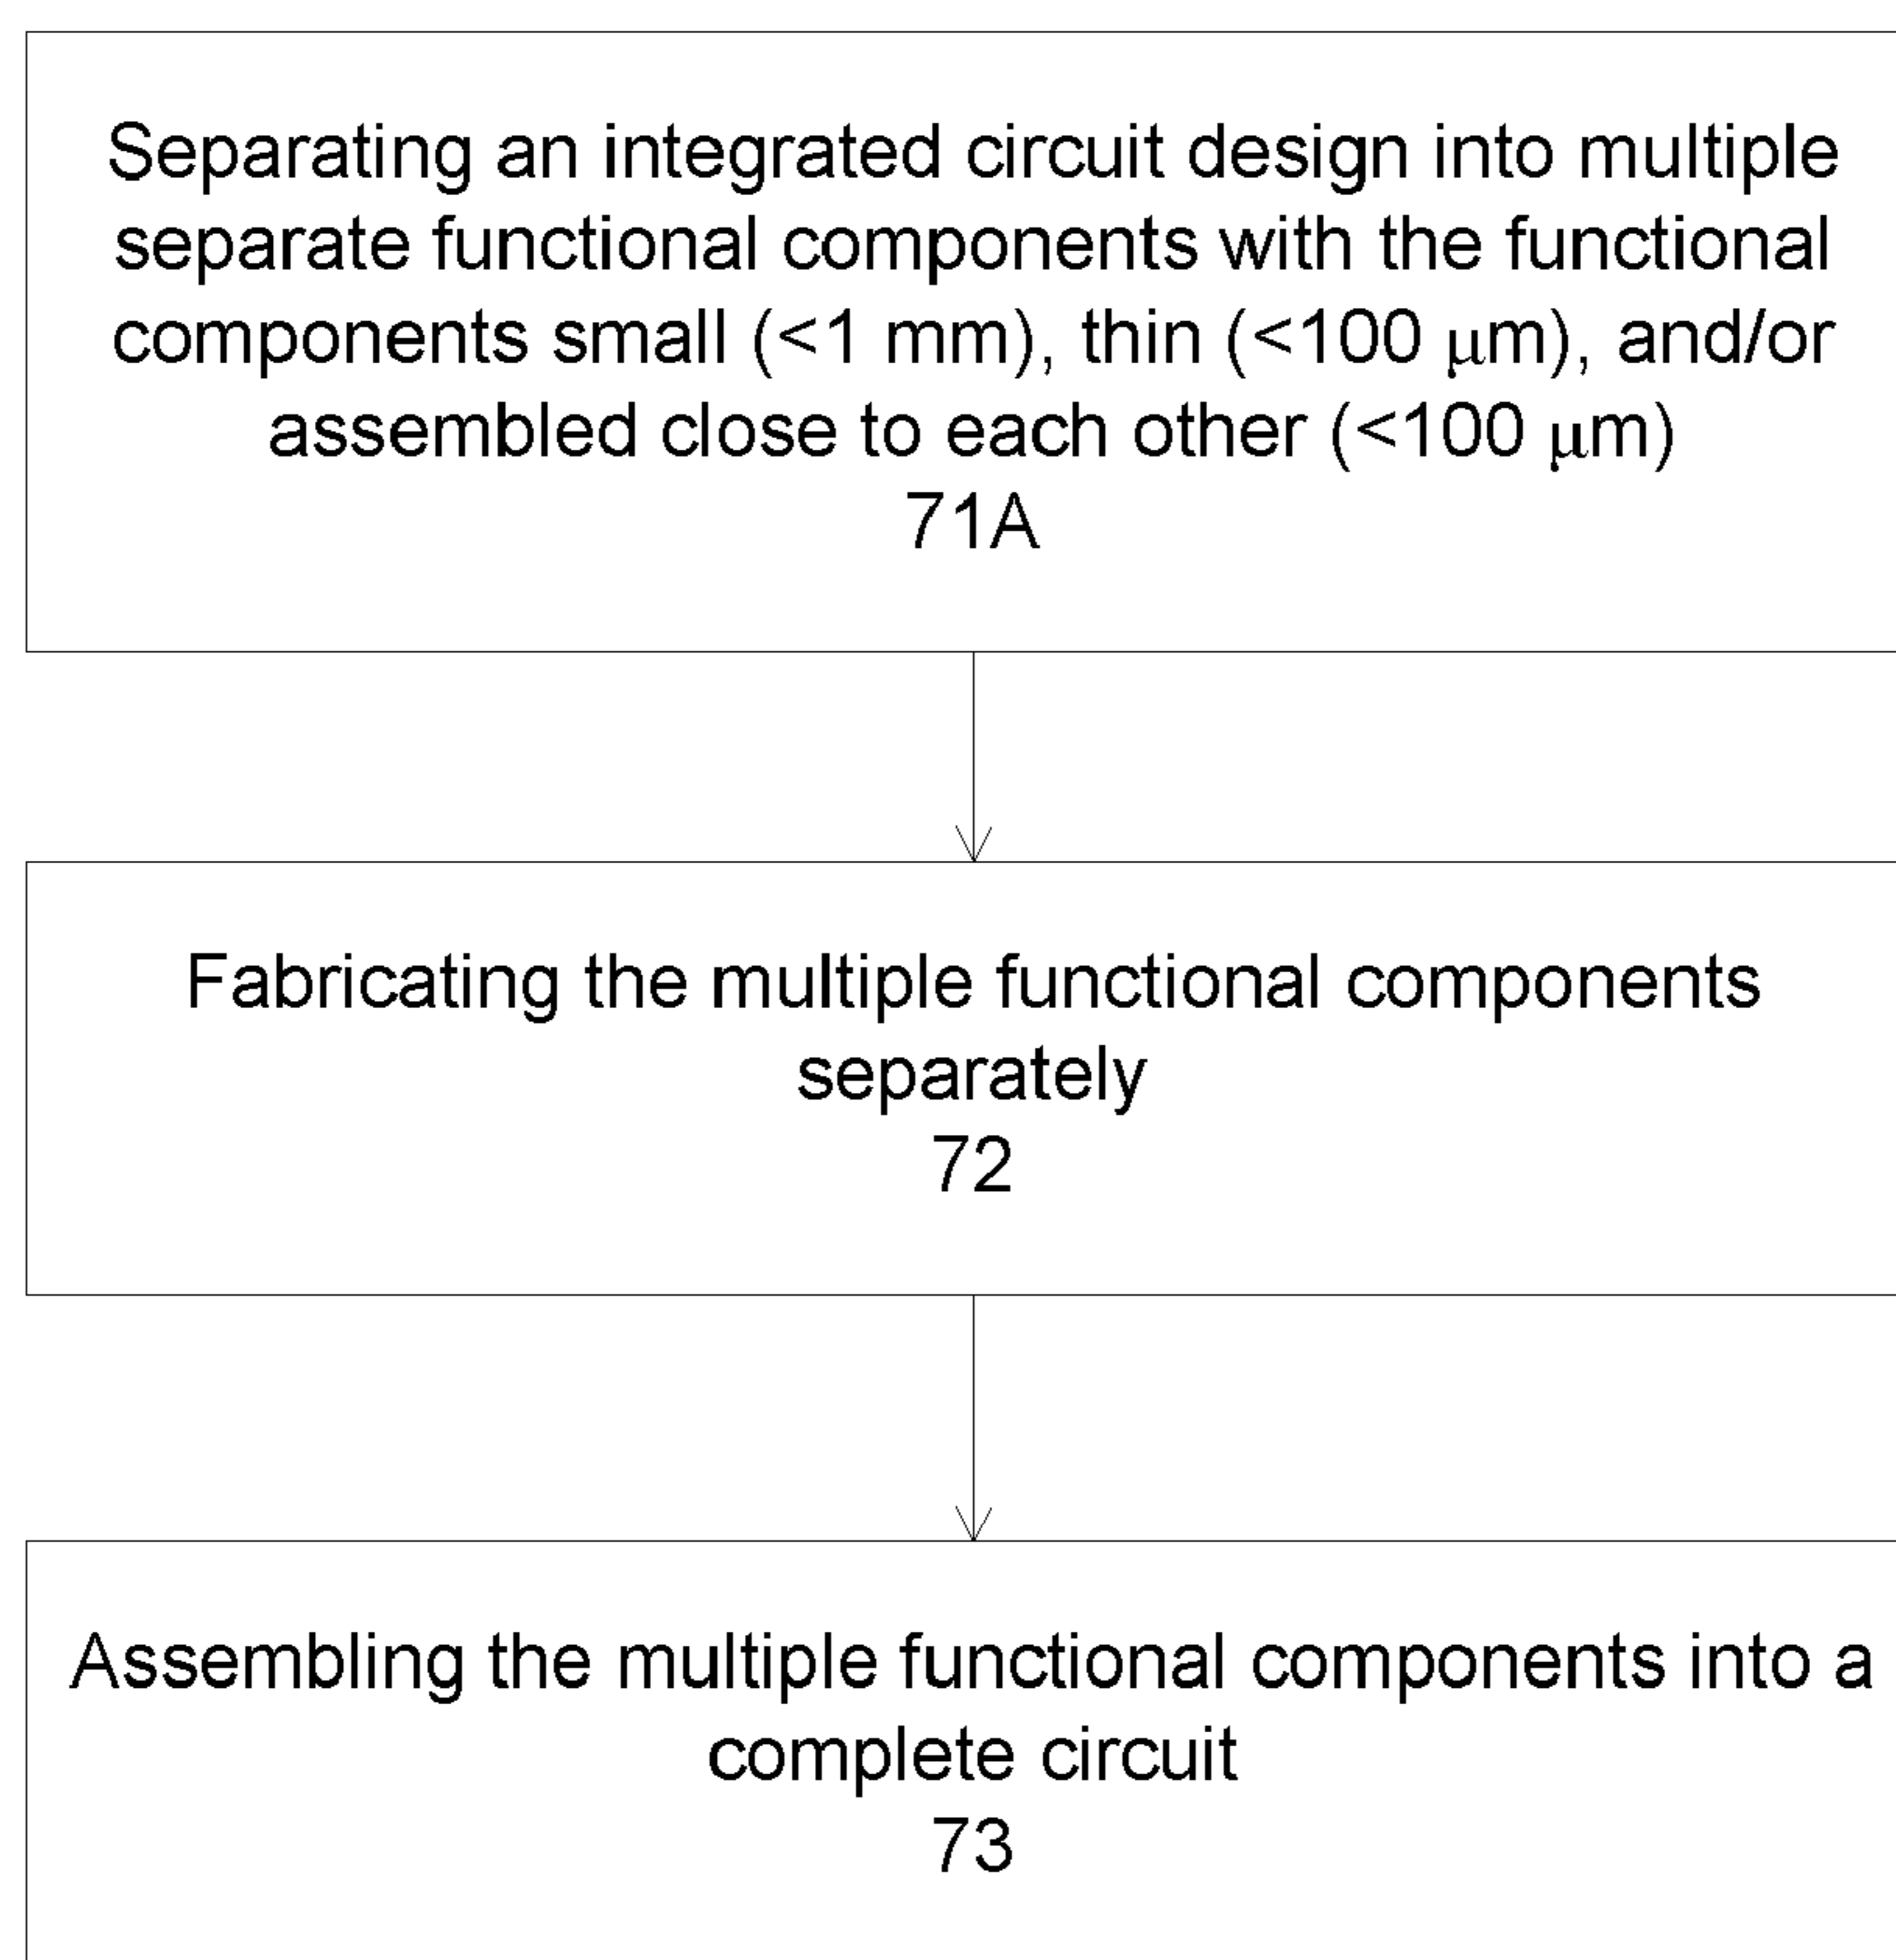 Separating an integrated circuit design into multiple
separate functional components with the functional
components small (<1 mm), thin (<100 μm), and/or
assembled close to each other (<100 μm)
71A
Fabricating the multiple functional components
separately
72
Assembling the multiple functional components into a
complete circuit
73